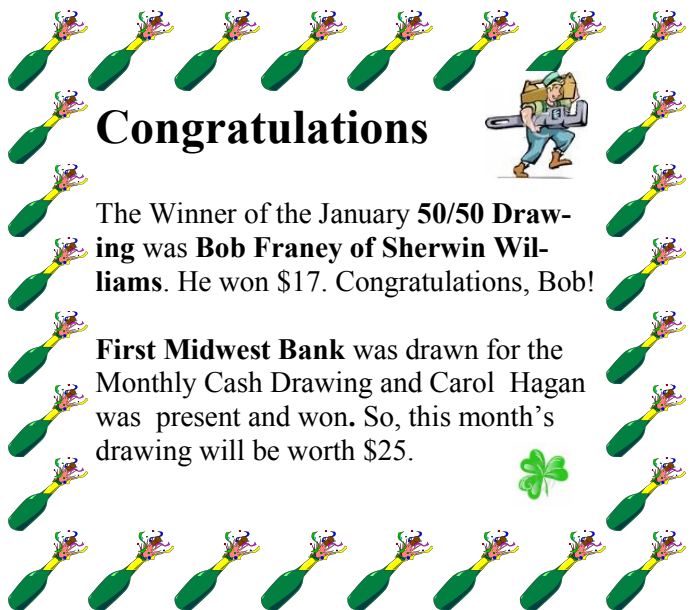 Congratulations
The Winner of the January 50/50 Draw-
ing was Bob Franey of Sherwin Wil-
liams. He won $17. Congratulations, Bob!
First Midwest Bank was drawn for the
Monthly Cash Drawing and Carol  Hagan
was  present and won. So, this month’s
drawing will be worth $25.